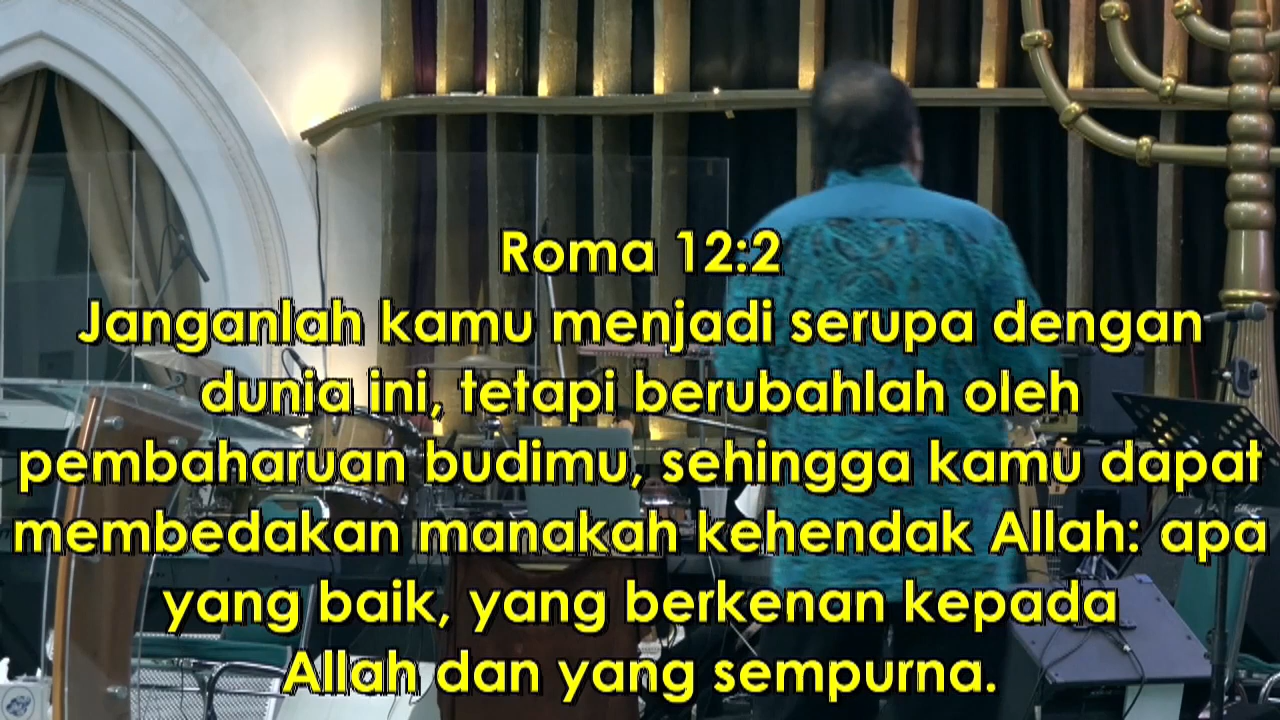 Roma 12:2
Janganlah kamu menjadi serupa dengan
dunia ini, tetapi berubahlah oleh
pembaharuan budimu, sehingga kamu dapat
membedakan manakah kehendak Allah: apa
yang baik, yang berkenan kepada
Allah dan yang sempurna.